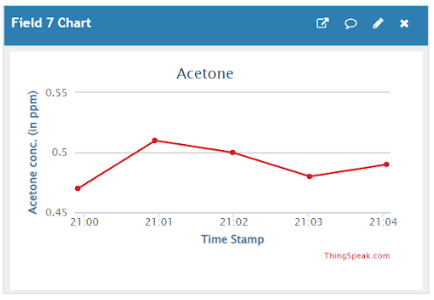 Field 7 Chart
Acetone
Acetone conc. (in ppm)
0.55
0.5
0.45
21:00 21:01 21:02 21:03 21:04
Time Stamp
ThingSpeak.com